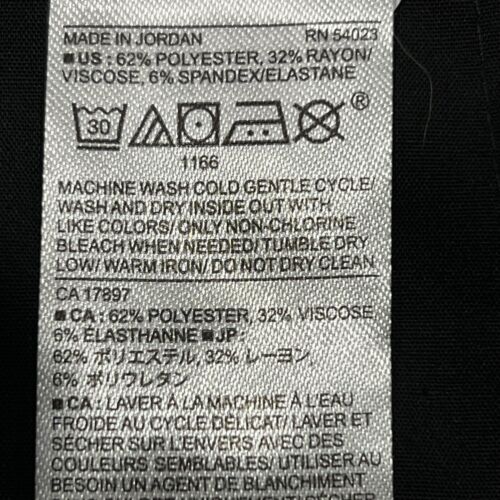 MADE IN JORDAN RN 54023
■ US : 62% POLYESTER, 32% RAYON/
VISCOSE, 6% SPANDEX/ELASTANE
30 ®
1166
MACHINE WASH COLD GENTLE CYCLE/
WASH AND DRY INSIDE OUT WITH
LIKE COLORS/ ONLY NON-CHLORINE
BLEACH WHEN NEEDED/ TUMBLE DRY
LOW/ WARM IRON/ DO NOT DRY CLEAN
CA 17897
■ CA : 62% POLYESTER, 32% VISCOSE,
6% ÉLASTHANNE ■ JP:
62% ポリエステル, 32% レーヨン,
6% ポリウレタン
■ CA : LAVER À LA MACHINE À L'EAU
FROIDE AU CYCLE DÉLICAT/ LAVER ET
SÉCHER SUR L'ENVERS AVEC DES
COULEURS SEMBLABLES/ UTILISER AU
BESOIN UN AGENT DE BLANCHIMENT